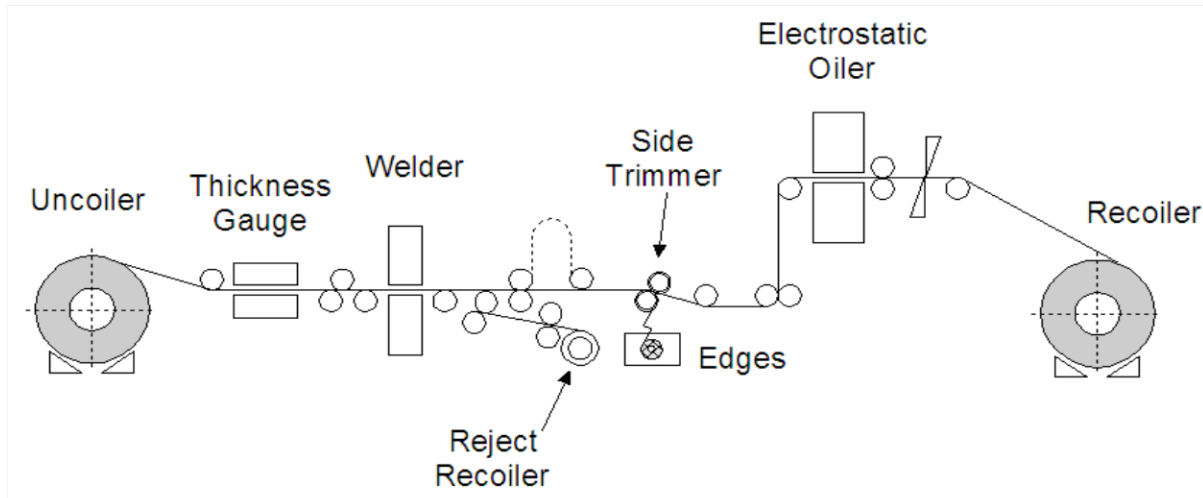 Electrostatic
Oiler
Side
Trimmer
Welder
Thickness
Gauge
Uncoiler
Recoiler
Edges
Reject
Recoiler